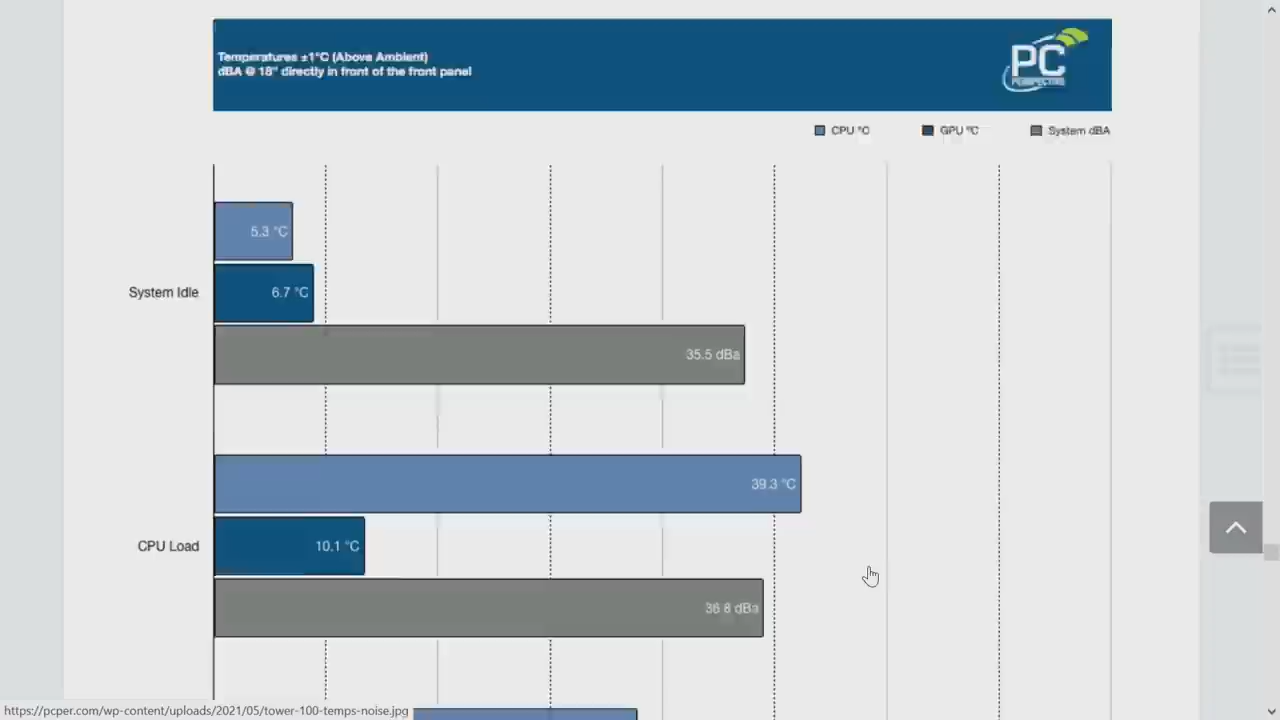 Temperatures ±1°C (Above Ambient)
dBA @ 18" directly in front of the front panel
PC
PERSPECTIVE
CPU °C
GPU °C
System dBA
5.3 °C
System Idle
6.7 °C
35.5 dBa
39.3 °C
CPU Load
10.1 °C
36.8 dBa
https://pcper.com/wp-content/uploads/2021/05/tower-100-temps-noise.jpg